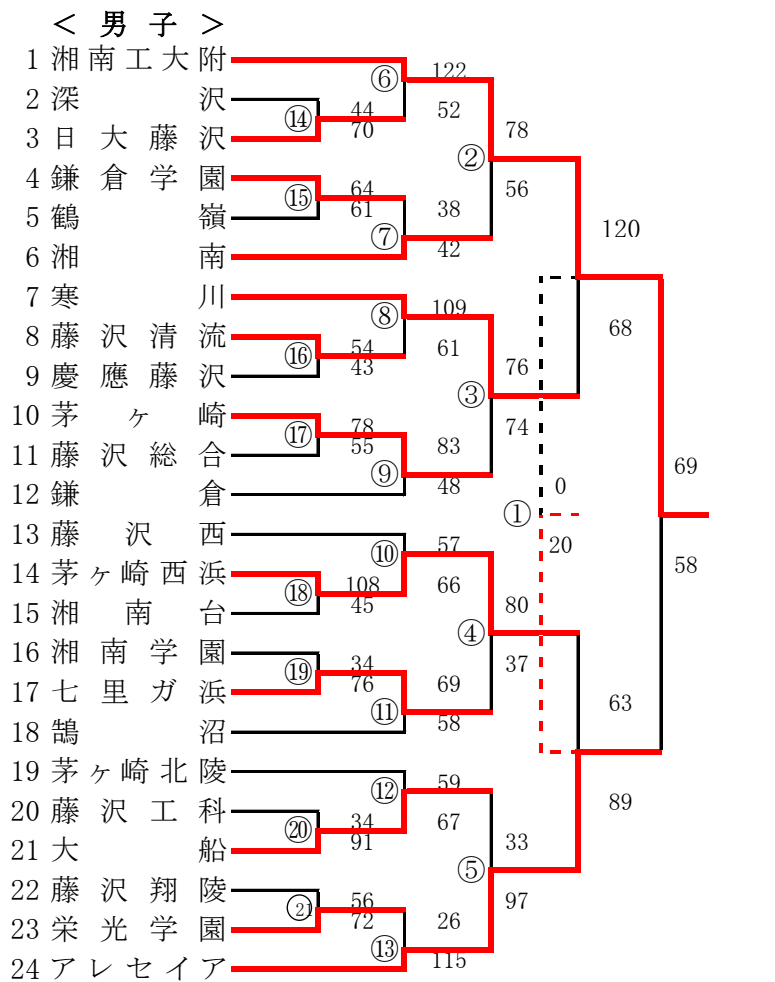 < 男 子 >
1 湘南工大附
2 深沢
3 日大藤沢
4 鎌倉学園
5 鶴嶺
6 湘南
7 寒川
8 藤沢清流
9 慶應藤沢
10 茅ヶ崎
11 藤沢総合
12 鎌倉
13 藤沢西
14 茅ヶ崎西浜
15 湘南台
16 湘南学園
17 七里ガ浜
18 鵠沼
19 茅ヶ崎北陵
20 藤沢工科
21 大船
22 藤沢翔陵
23 栄光学園
24 アレセイア
⑭ 44
70
⑮ 64
61
⑯ 54
43
⑰ 78
55
⑱ 108
45
⑲ 34
76
⑳ 34
91
㉑ 56
72
⑥ 122
52
⑦ 38
42
⑧ 109
61
⑨ 83
48
⑩ 57
66
⑪ 69
58
⑫ 59
67
⑬ 26
115
② 78
56
③ 76
74
④ 80
37
⑤ 33
97
① 0
20
120
68
63
89
69
58